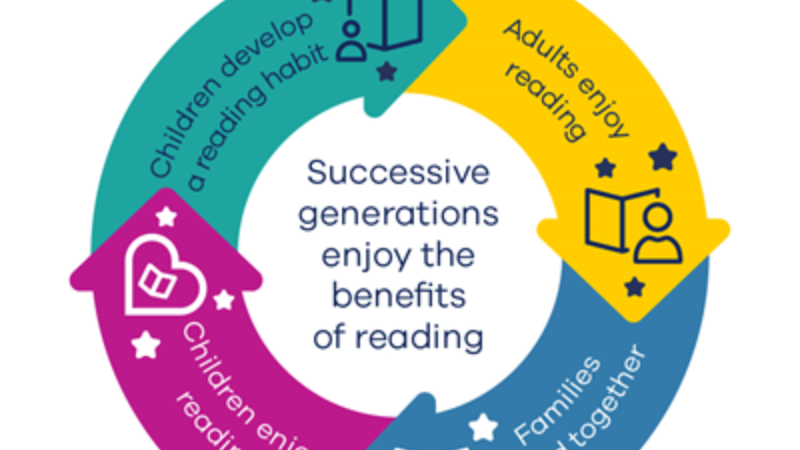 Successive
generations
enjoy the
benefits
of reading
Adults enjoy
reading
Families
together
Children
Children develop
a reading habit